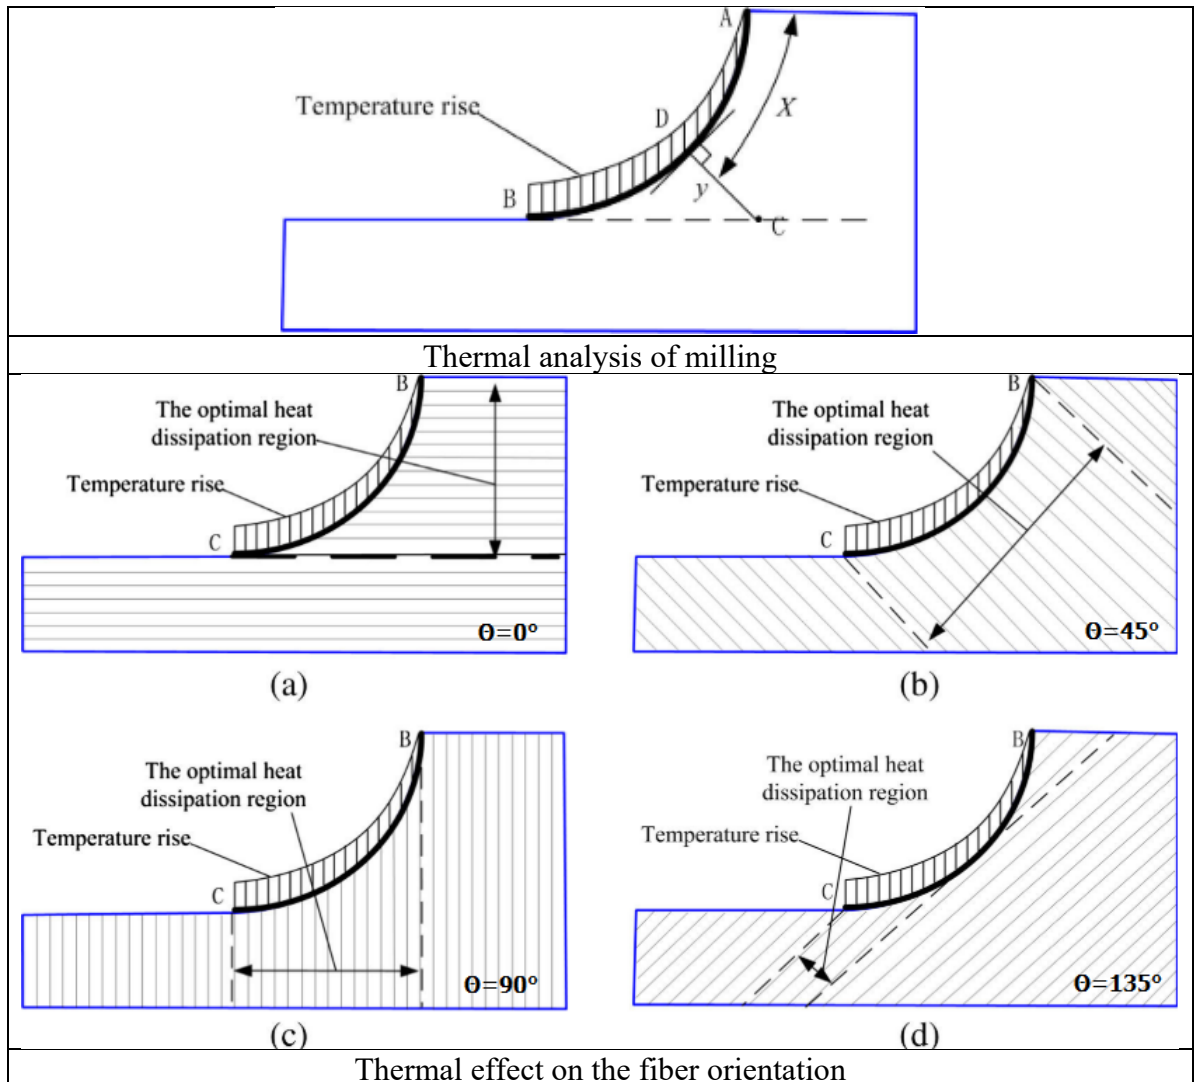 A
Temperature rise
D
X
B
y
C
Thermal analysis of milling
B
The optimal heat
dissipation region
Temperature rise
C
Θ=0°
(a)
B
The optimal heat
dissipation region
Temperature rise
C
Θ=45°
(b)
B
The optimal heat
dissipation region
Temperature rise
C
Θ=90°
(c)
B
The optimal heat
dissipation region
Temperature rise
C
Θ=135°
(d)
Thermal effect on the fiber orientation